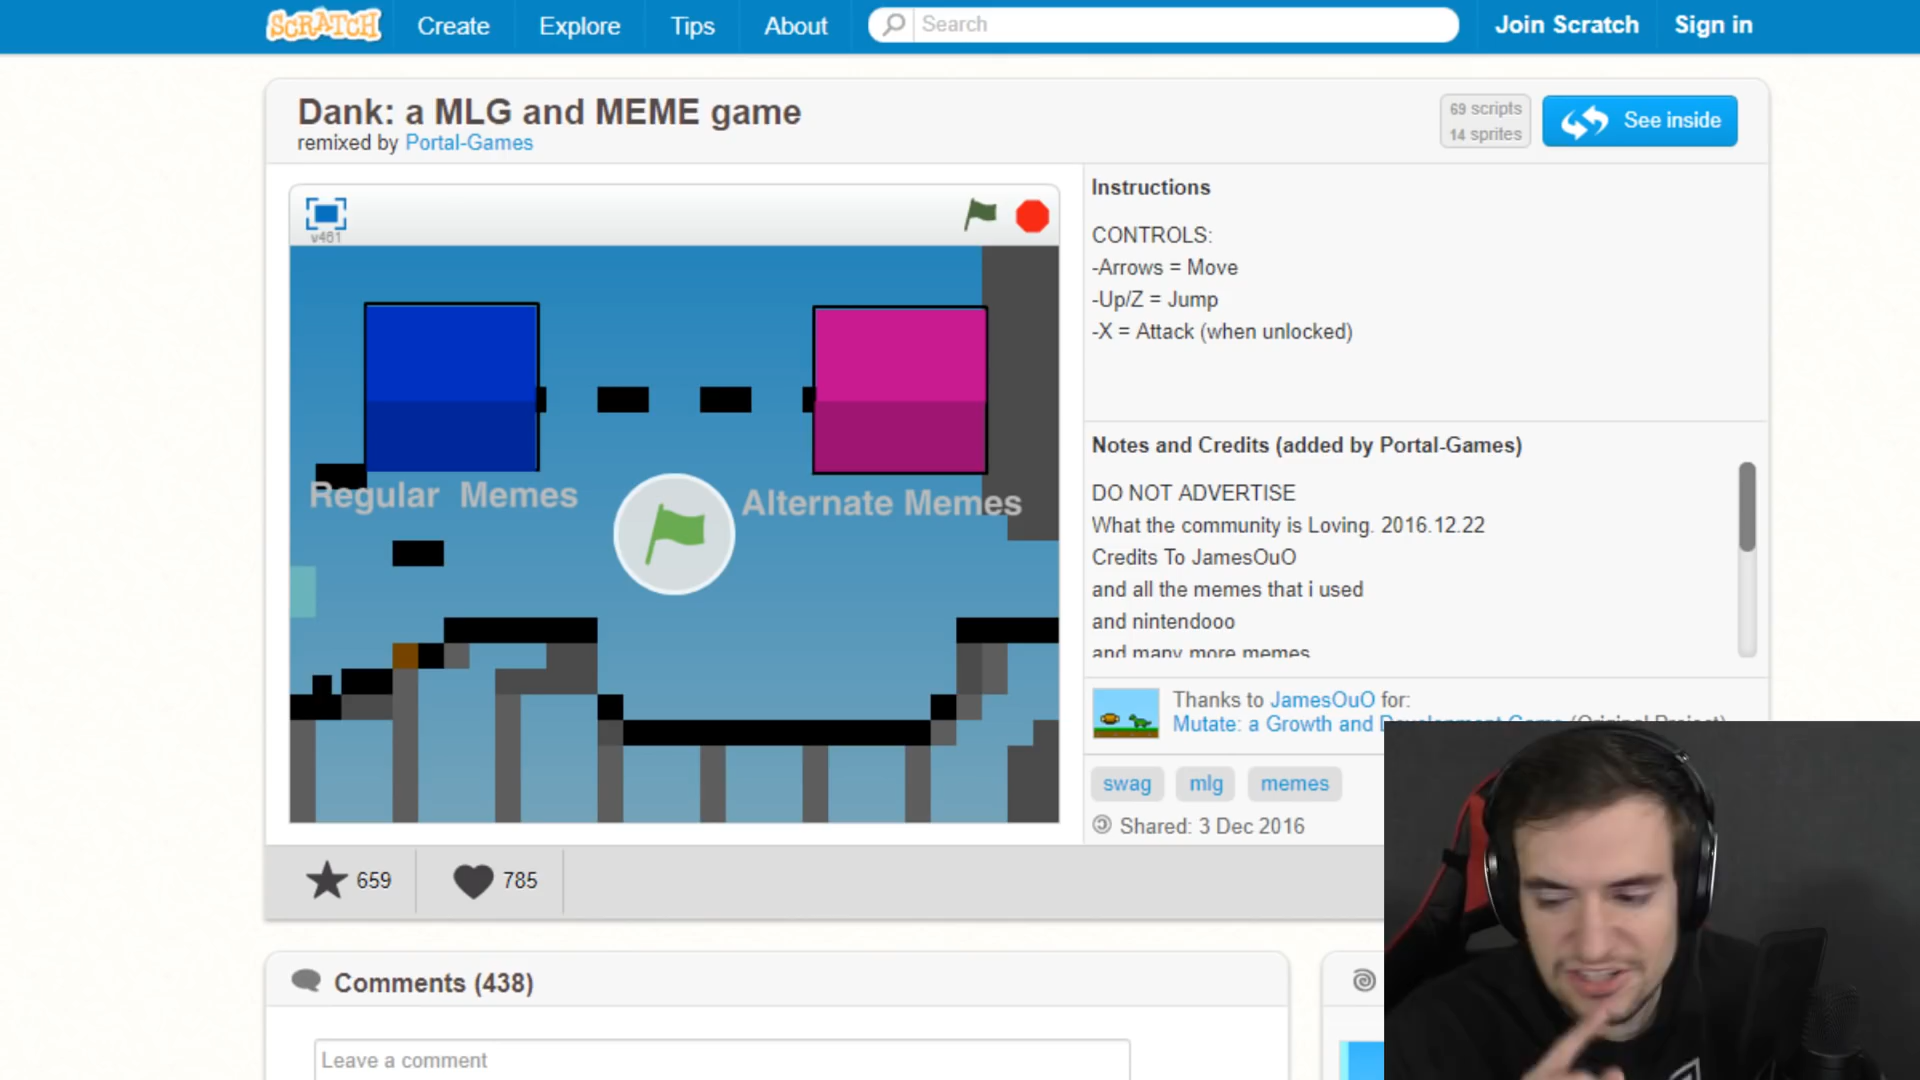 SCRATCH Create Explore Tips About Search Join Scratch Sign in
Dank: a MLG and MEME game
remixed by Portal-Games
69 scripts
14 sprites
See inside
v461
Regular Memes
Alternate Memes
Instructions
CONTROLS:
-Arrows = Move
-Up/Z = Jump
-X = Attack (when unlocked)
Notes and Credits (added by Portal-Games)
DO NOT ADVERTISE
What the community is Loving. 2016.12.22
Credits To JamesOuO
and all the memes that i used
and nintendooo
and many more memes
Thanks to JamesOuO for:
Mutate: a Growth and Development Game (Original Project)
swag mlg memes
Shared: 3 Dec 2016
659 785
Comments (438)
Leave a comment